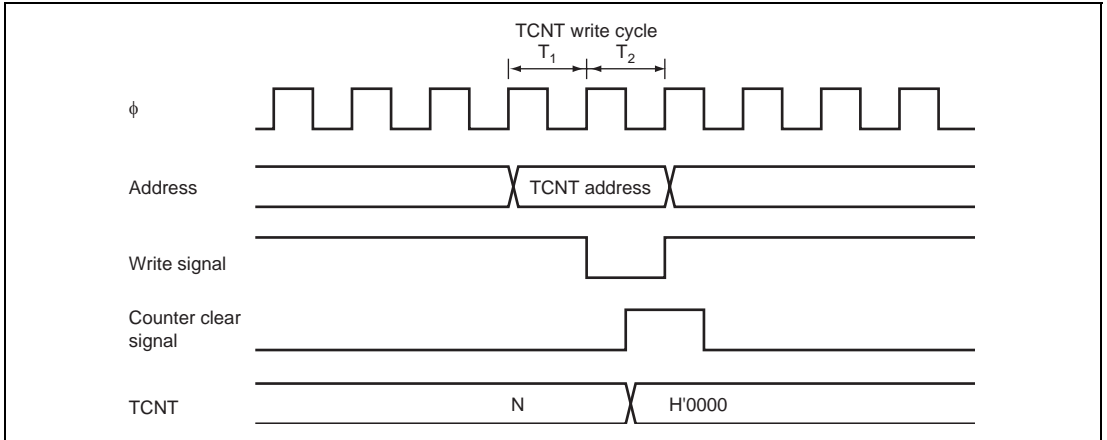 TCNT write cycle
T1 T2
ϕ
Address
TCNT address
Write signal
Counter clear
signal
TCNT
N
H'0000